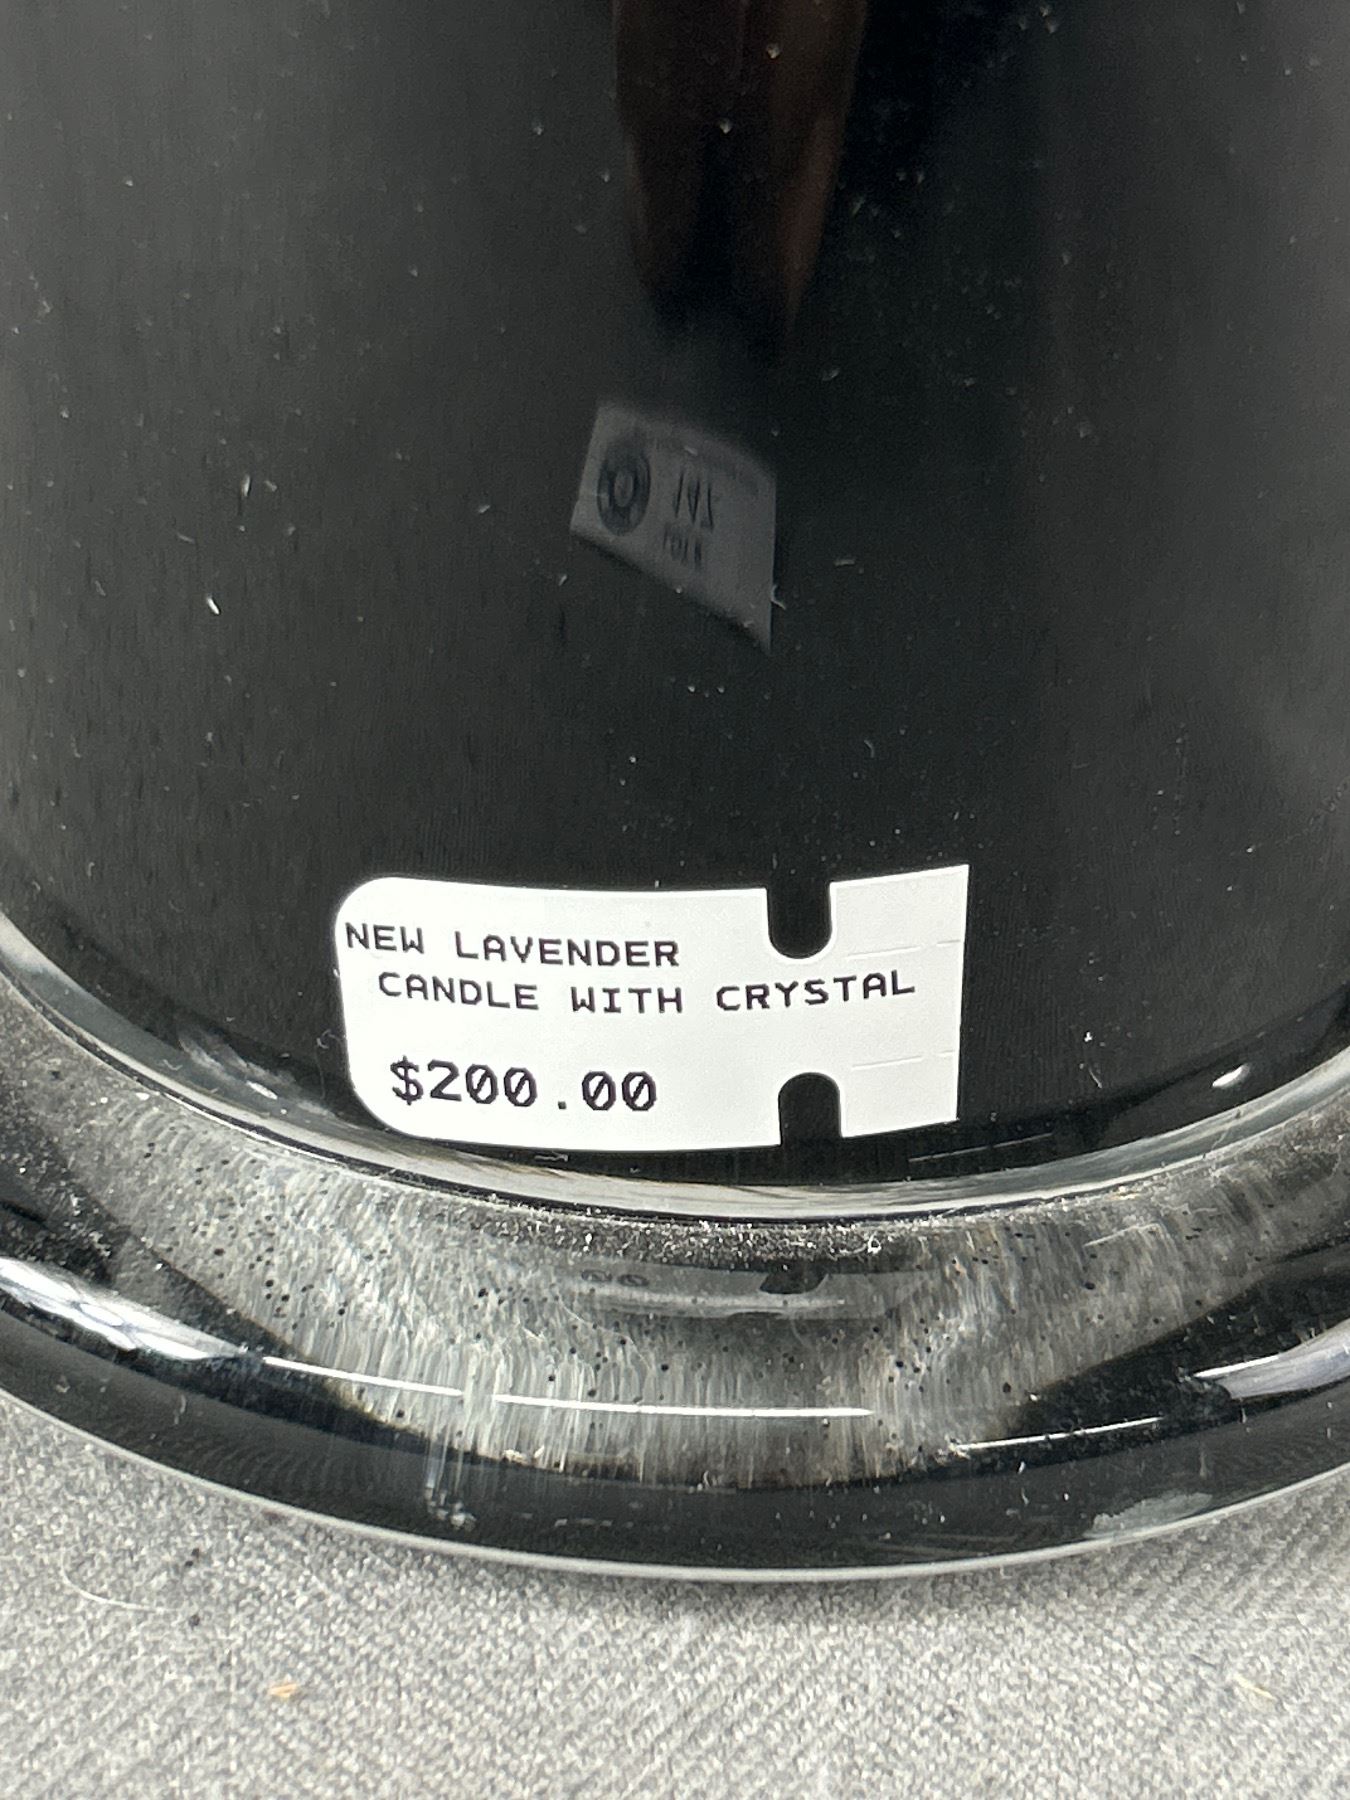 NEW LAVENDER
CANDLE WITH CRYSTAL
$200.00